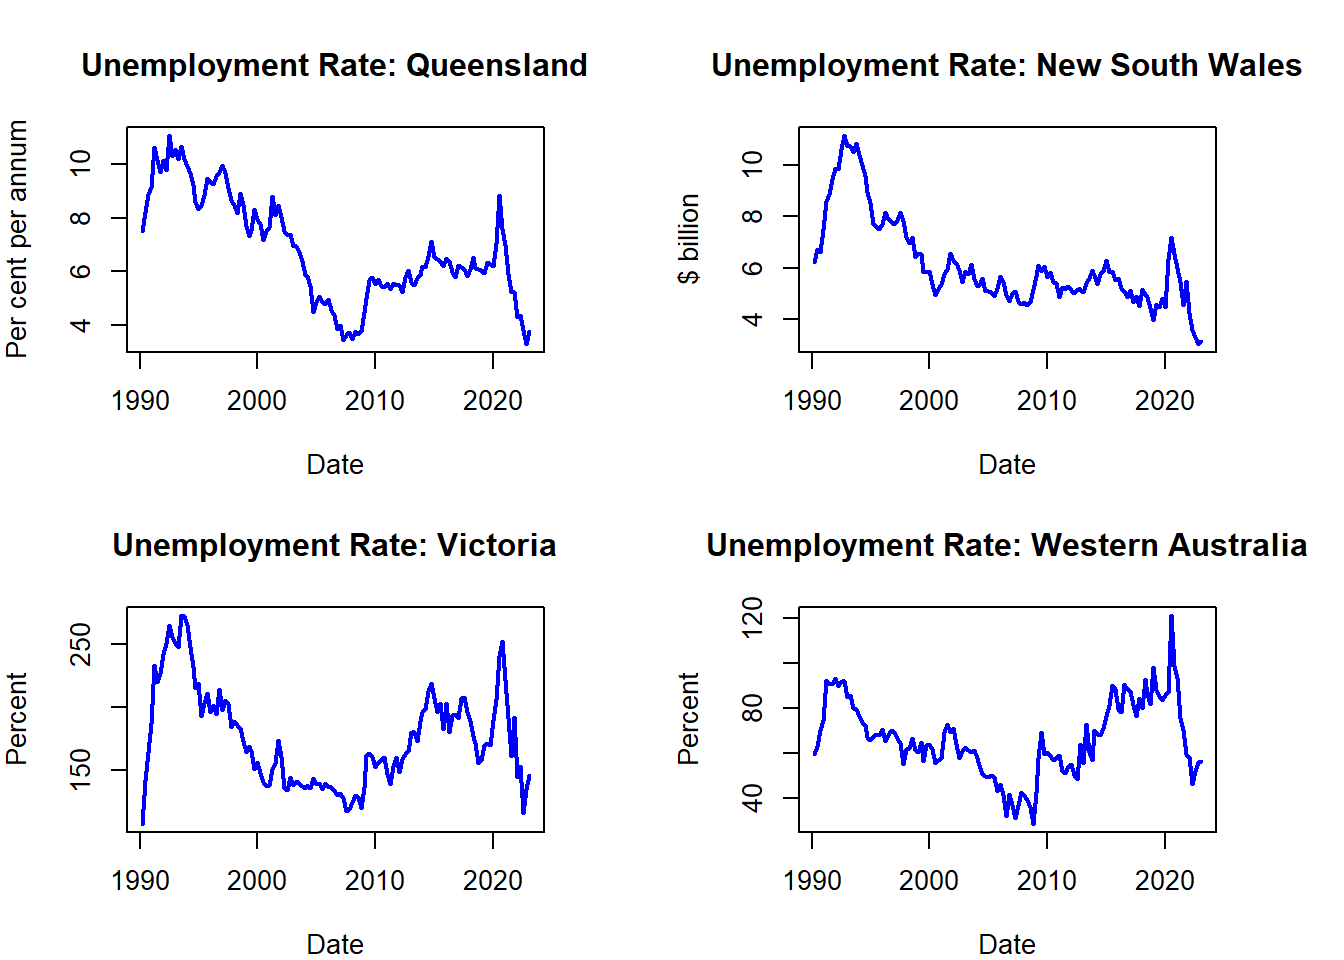 Unemployment Rate: Queensland
Per cent per annum
10
8
6
4
1990 2000 2010 2020
Date
Unemployment Rate: New South Wales
$ billion
10
8
6
4
1990 2000 2010 2020
Date
Unemployment Rate: Victoria
Percent
250
150
1990 2000 2010 2020
Date
Unemployment Rate: Western Australia
Percent
120
80
40
1990 2000 2010 2020
Date